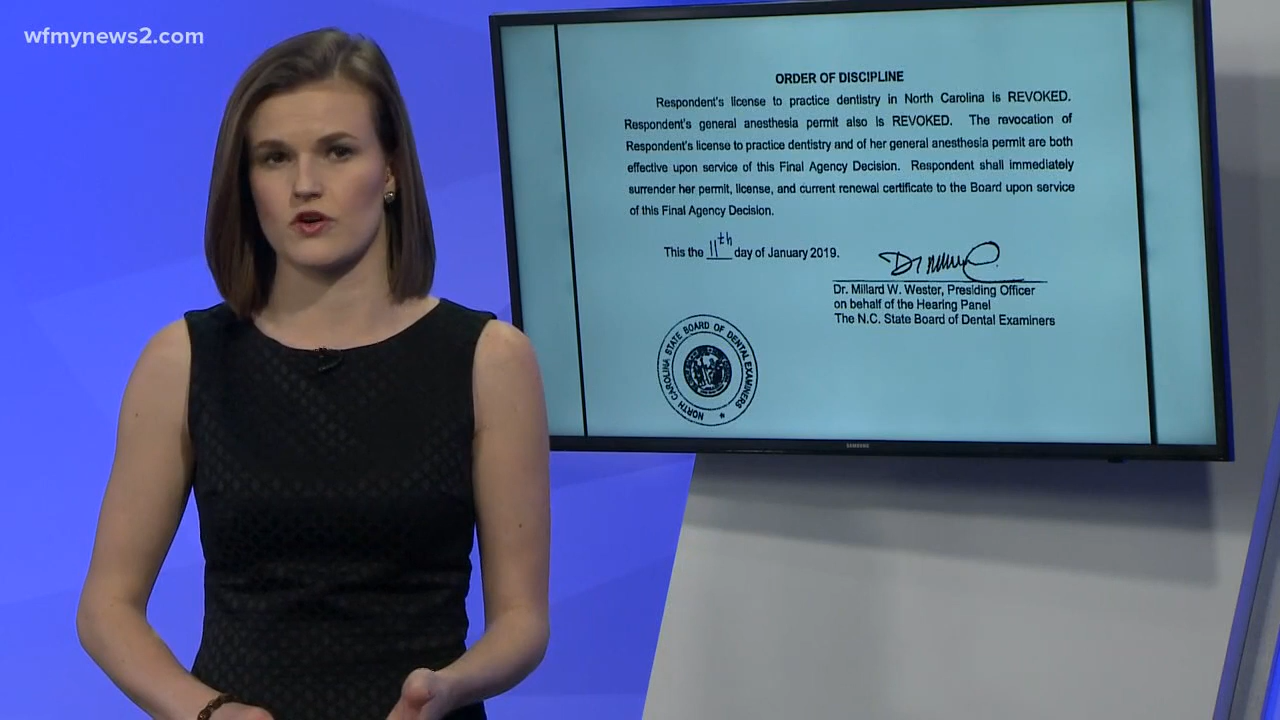 wfmynews2.com
ORDER OF DISCIPLINE
Respondent's license to practice dentistry in North Carolina is REVOKED.
Respondent's general anesthesia permit also is REVOKED. The revocation of
Respondent's license to practice dentistry and of her general anesthesia permit are both
effective upon service of this Final Agency Decision. Respondent shall immediately
surrender her permit, license, and current renewal certificate to the Board upon service
of this Final Agency Decision.
This the 11th day of January 2019.
Dr. Millard W. Wester, Presiding Officer
on behalf of the Hearing Panel
The N.C. State Board of Dental Examiners
NORTH CAROLINA STATE BOARD OF DENTAL EXAMINERS
SAMSUNG